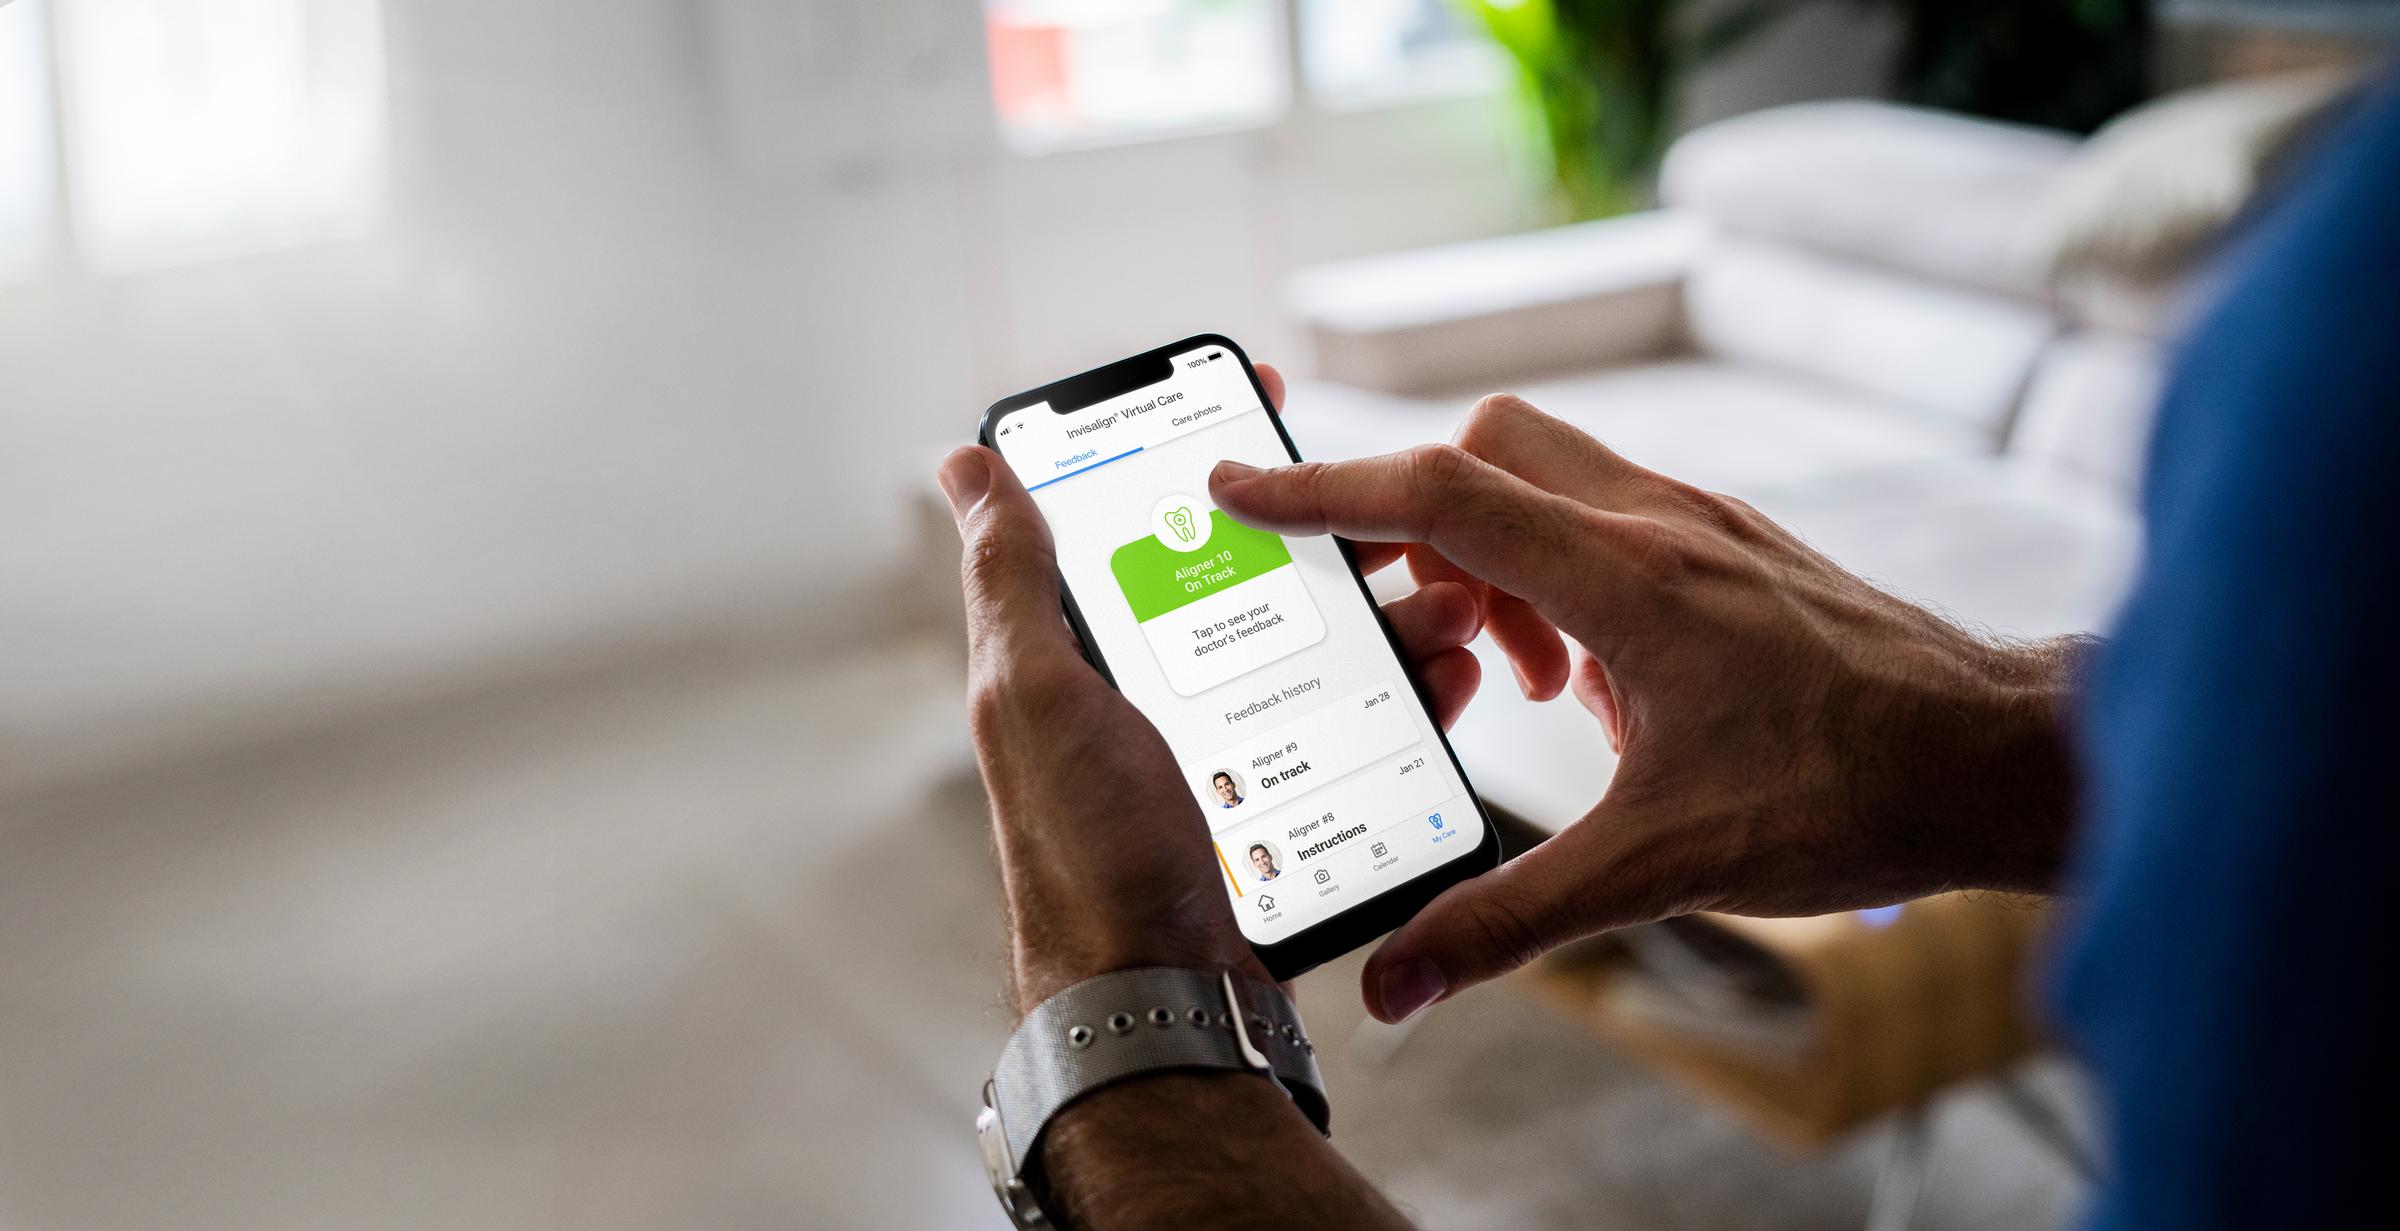 100%
Invisalign® Virtual Care
Feedback
Care photos
Aligner 10
On Track
Tap to see your
doctor's feedback
Feedback history
Jan 28
Aligner #9
On track
Jan 21
Aligner #8
Instructions
Home
Gallery
Calendar
My Care